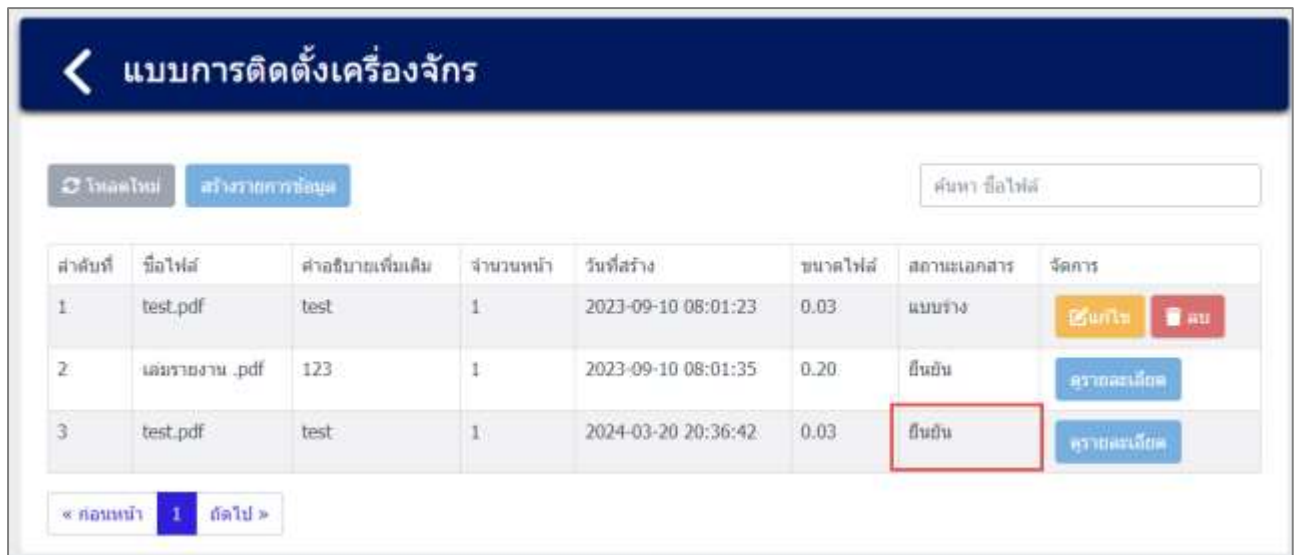 แบบการติดตั้งเครื่องจักร
โหลดใหม่ สร้างรายการข้อมูล ค้นหา ชื่อไฟล์
ลำดับที่ ชื่อไฟล์ คำอธิบายเพิ่มเติม จำนวนหน้า วันที่สร้าง ขนาดไฟล์ สถานะเอกสาร จัดการ
1 test.pdf test 1 2023-09-10 08:01:23 0.03 แบบร่าง แก้ไข ลบ
2 เล่มรายงาน .pdf 123 1 2023-09-10 08:01:35 0.20 ยืนยัน ดูรายละเอียด
3 test.pdf test 1 2024-03-20 20:36:42 0.03 ยืนยัน ดูรายละเอียด
« ก่อนหน้า 1 ถัดไป »